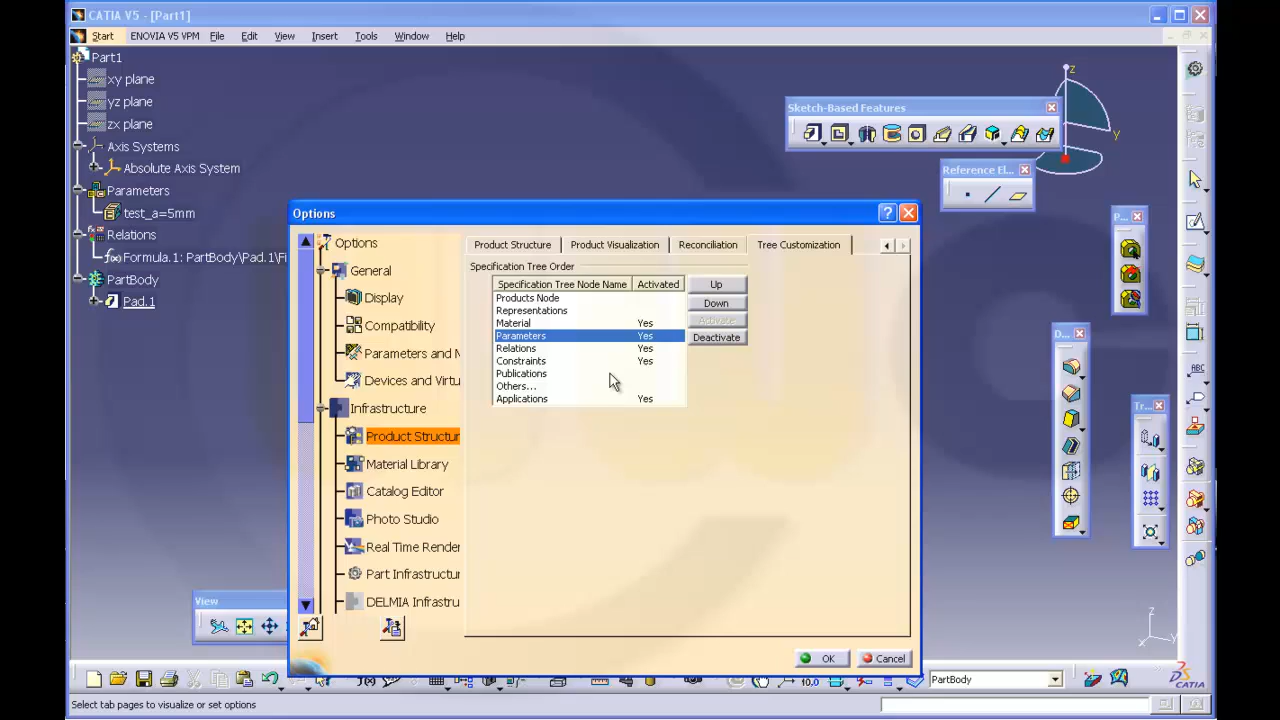 CATIA V5 - [Part1]
Start ENOVIA V5 VPM File Edit View Insert Tools Window Help
Part1
xy plane
yz plane
zx plane
Axis Systems
Absolute Axis System
Parameters
test_a=5mm
Relations
Formula.1: PartBody\Pad.1\Fi
PartBody
Pad.1
z
y
Sketch-Based Features
Reference El...
P...
D...
Tr...
Options
Options
General
Display
Compatibility
Parameters and M
Devices and Virtu
Infrastructure
Product Structur
Material Library
Catalog Editor
Photo Studio
Real Time Render
Part Infrastructur
DELMIA Infrastru
Product Structure Product Visualization Reconciliation Tree Customization
Specification Tree Order
Specification Tree Node Name Activated
Products Node
Representations
Material Yes
Parameters Yes
Relations Yes
Constraints Yes
Publications
Others...
Applications Yes
Up
Down
Activate
Deactivate
OK Cancel
View
ABC
z
x y
10,0
PartBody
CATIA
Select tab pages to visualize or set options